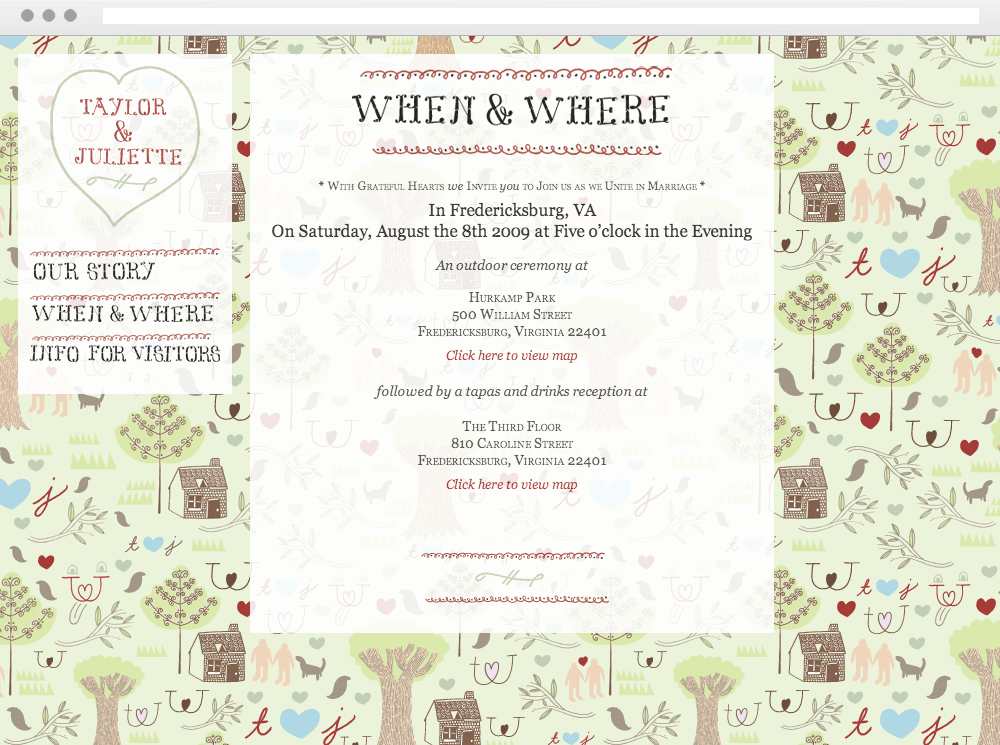 TAYLOR
&
JULIETTE
OUR STORY
WHEN & WHERE
INFO FOR VISITORS
WHEN & WHERE
* With Grateful Hearts we Invite you to Join us as we Unite in Marriage *
In Fredericksburg, VA
On Saturday, August the 8th 2009 at Five o’clock in the Evening
An outdoor ceremony at
Hurkamp Park
500 William Street
Fredericksburg, Virginia 22401
Click here to view map
followed by a tapas and drinks reception at
The Third Floor
810 Caroline Street
Fredericksburg, Virginia 22401
Click here to view map
t j